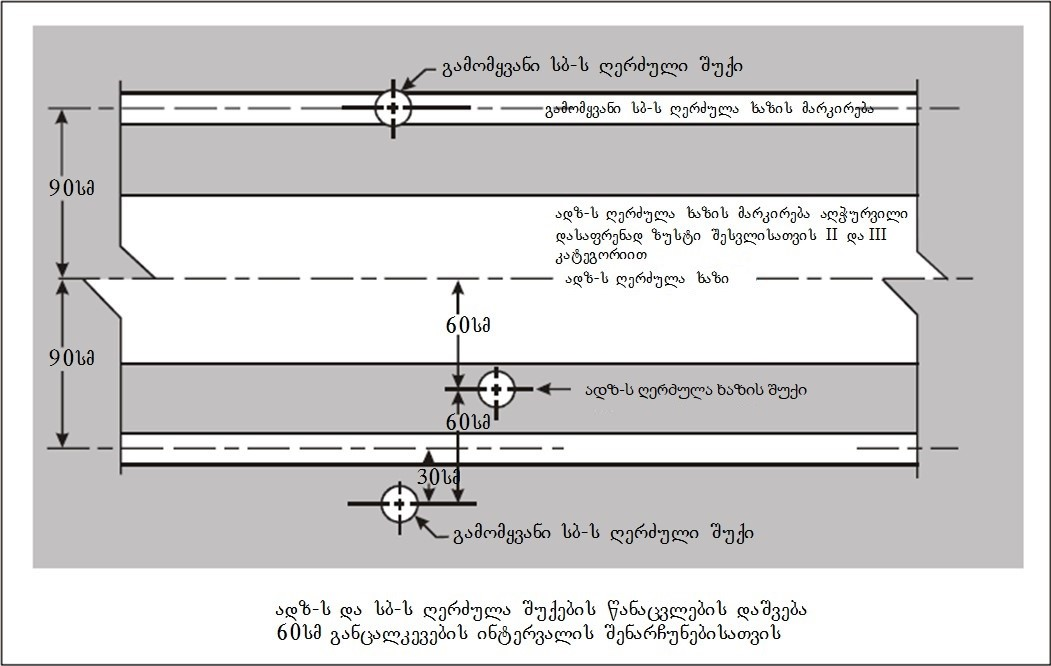 გამომყვანი სბ-ს ღერძული შუქი
გამომყვანი სბ-ს ღერძულა ხაზის მარკირება
90სმ
ადზ-ს ღერძულა ხაზის მარკირება აღჭურვილი
დასაფრენად ზუსტი შესვლისათვის II და III
კატეგორიით
ადზ-ს ღერძულა ხაზი
60სმ
90სმ
ადზ-ს ღერძულა ხაზის შუქი
60სმ
30სმ
გამომყვანი სბ-ს ღერძული შუქი
ადზ-ს და სბ-ს ღერძულა შუქების წანაცვლების დაშვება
60სმ განცალკევების ინტერვალის შენარჩუნებისათვის